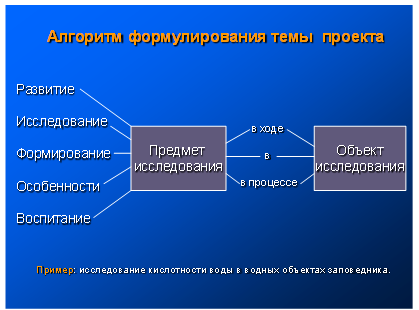 Алгоритм формулирования темы проекта
Развитие
Исследование
Формирование
Особенности
Воспитание
Предмет
исследования
в ходе
в
в процессе
Объект
исследования
Пример: исследование кислотности воды в водных объектах заповедника.